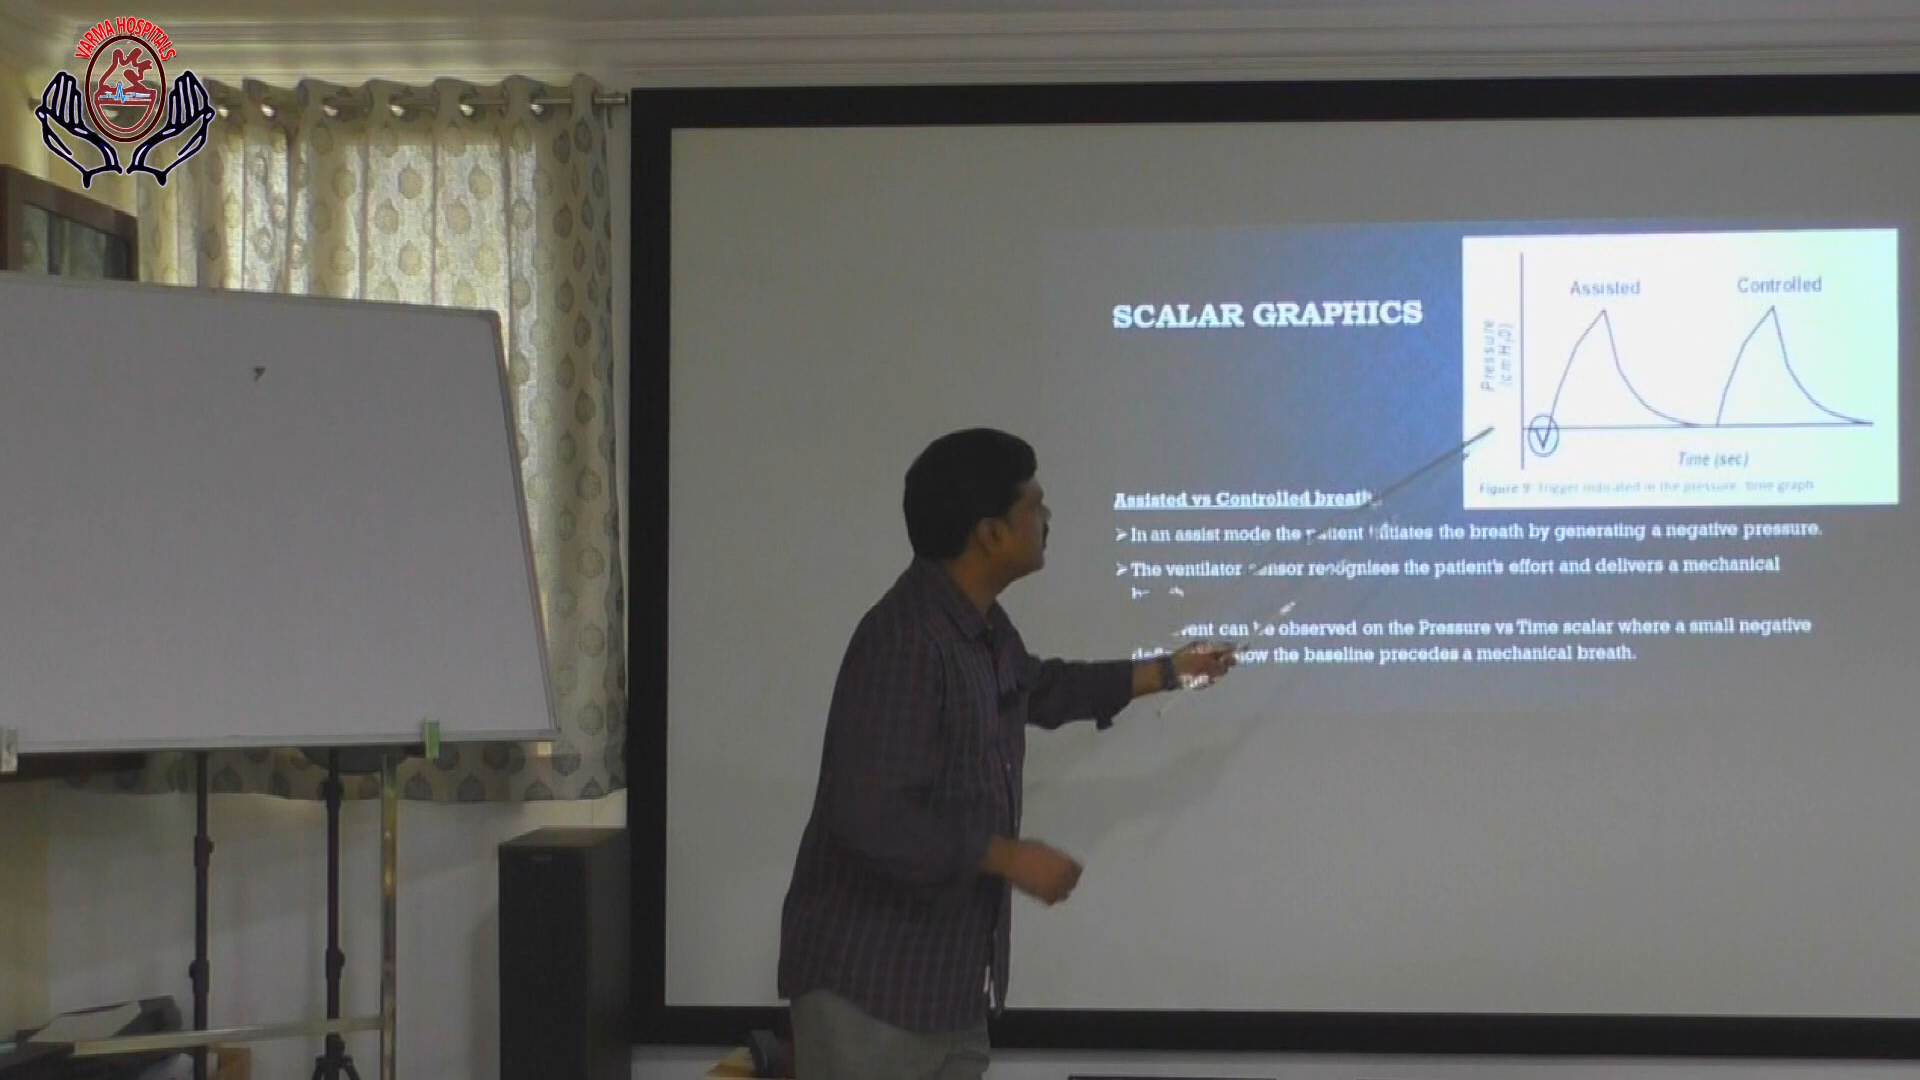 VARMA HOSPITALS
SCALAR GRAPHICS
Assisted
Controlled
Pressure
(cmH2O)
Time (sec)
Figure 9 Trigger indicated in the pressure time graph
Assisted vs Controlled breath
➢In an assist mode the patient initiates the breath by generating a negative pressure.
➢The ventilator sensor recognises the patient's effort and delivers a mechanical
can be observed on the Pressure vs Time scalar where a small negative
the baseline precedes a mechanical breath.